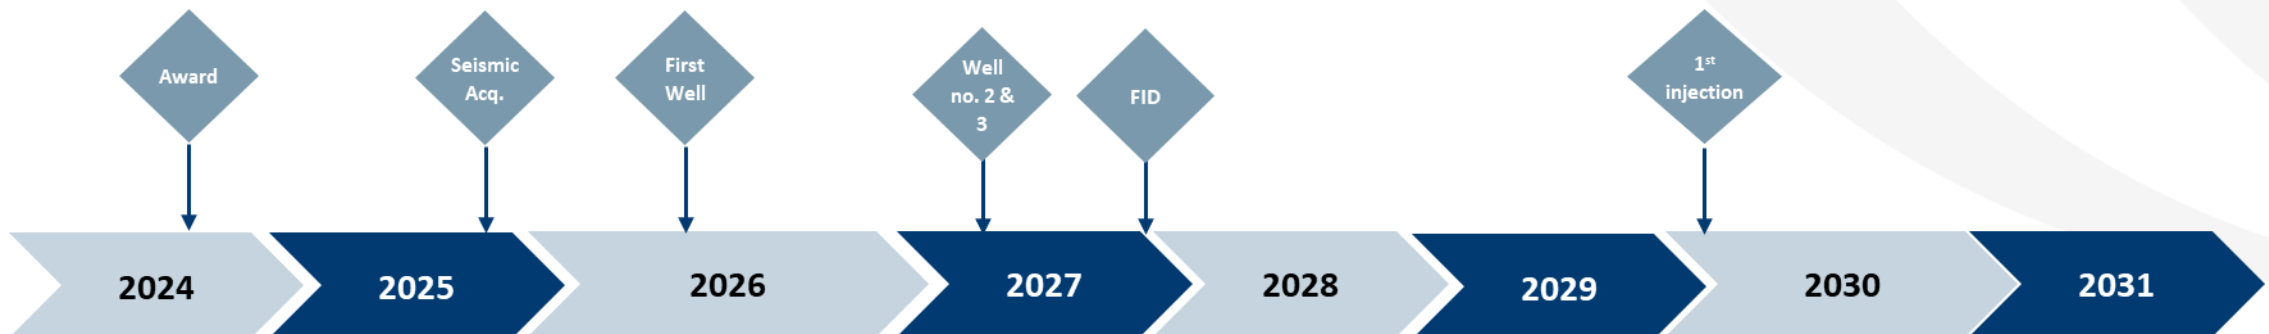 Award
Seismic
Acq.
First
Well
Well
no. 2 &
3
FID
1st
injection
2024
2025
2026
2027
2028
2029
2030
2031